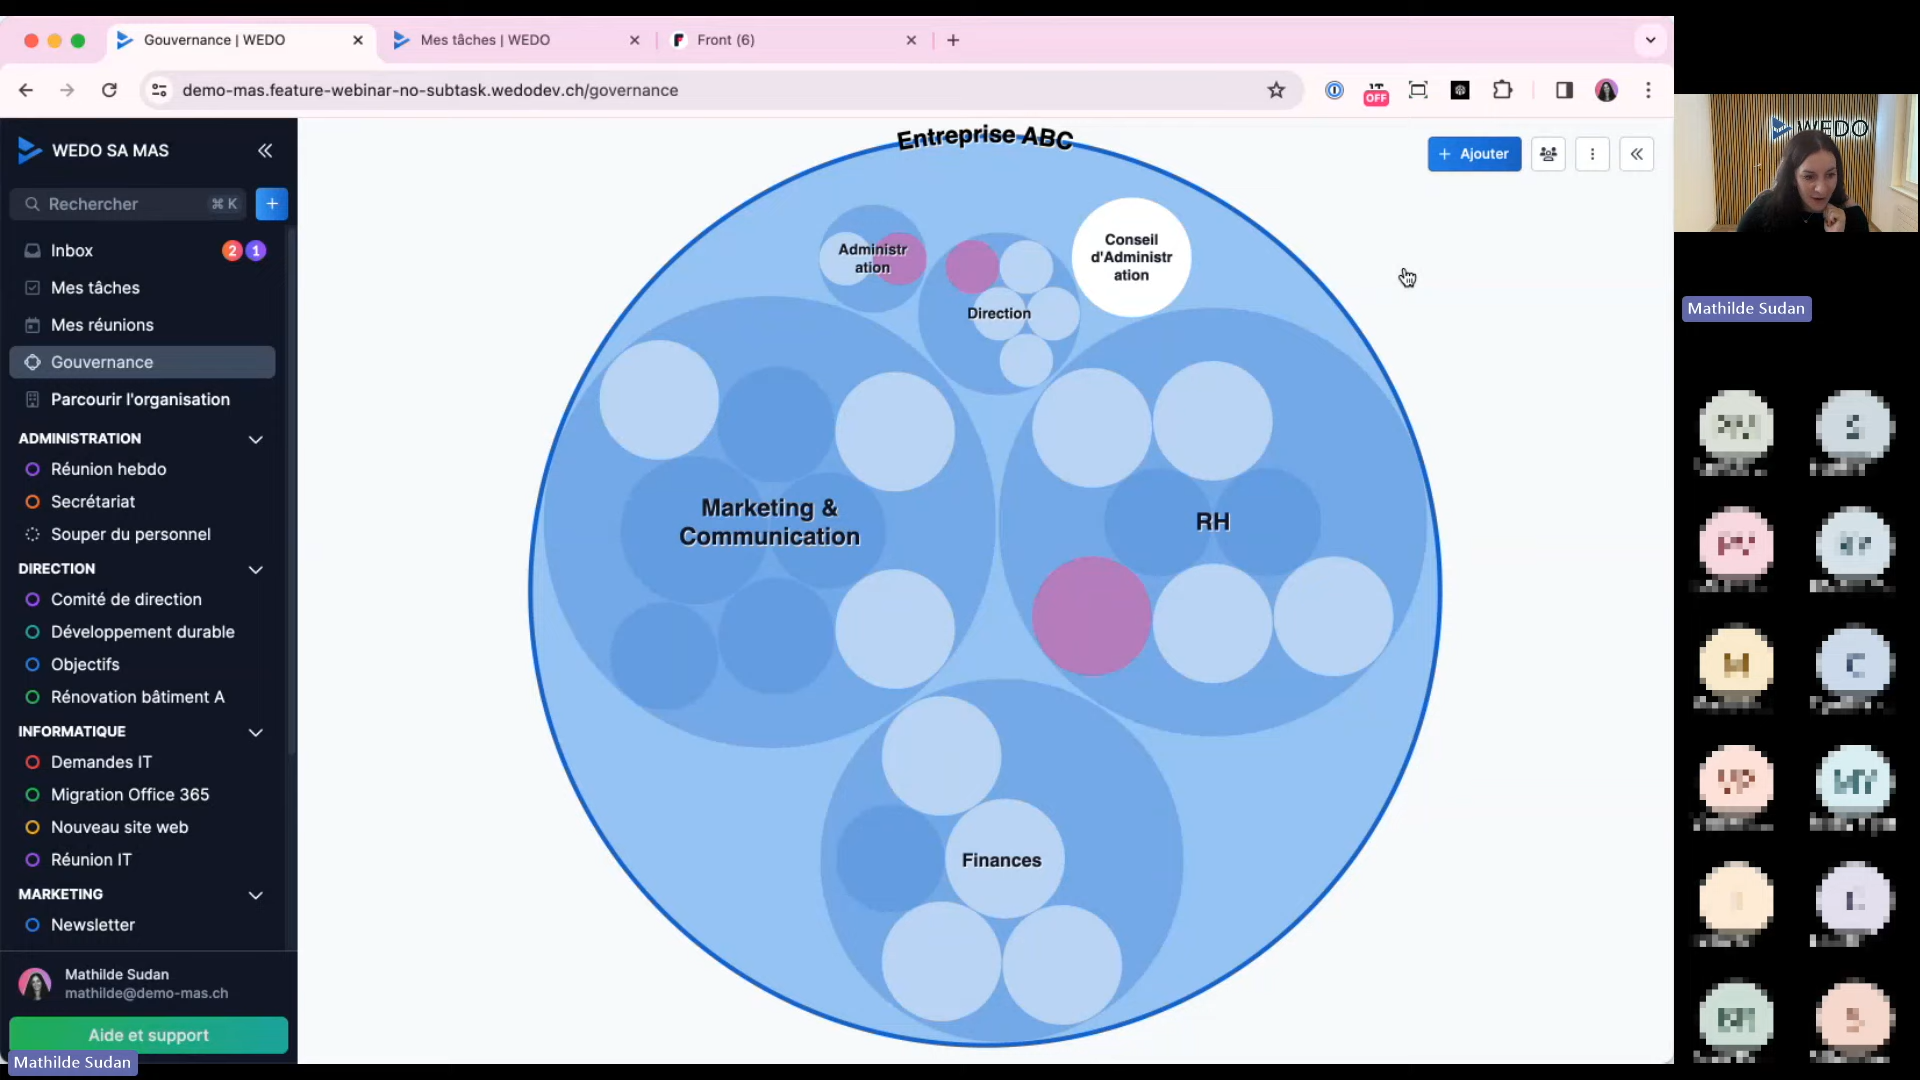 Gouvernance | WEDO
Mes tâches | WEDO
Front (6)
demo-mas.feature-webinar-no-subtask.wedodev.ch/governance
OFF
WEDO SA MAS
Rechercher
⌘ K
Inbox
2
1
Mes tâches
Mes réunions
Gouvernance
Parcourir l'organisation
ADMINISTRATION
Réunion hebdo
Secrétariat
Souper du personnel
DIRECTION
Comité de direction
Développement durable
Objectifs
Rénovation bâtiment A
INFORMATIQUE
Demandes IT
Migration Office 365
Nouveau site web
Réunion IT
MARKETING
Newsletter
Mathilde Sudan
mathilde@demo-mas.ch
Aide et support
Mathilde Sudan
Entreprise ABC
+ Ajouter
Administr
ation
Direction
Conseil
d'Administr
ation
Marketing &
Communication
RH
Finances
WEDO
Mathilde Sudan